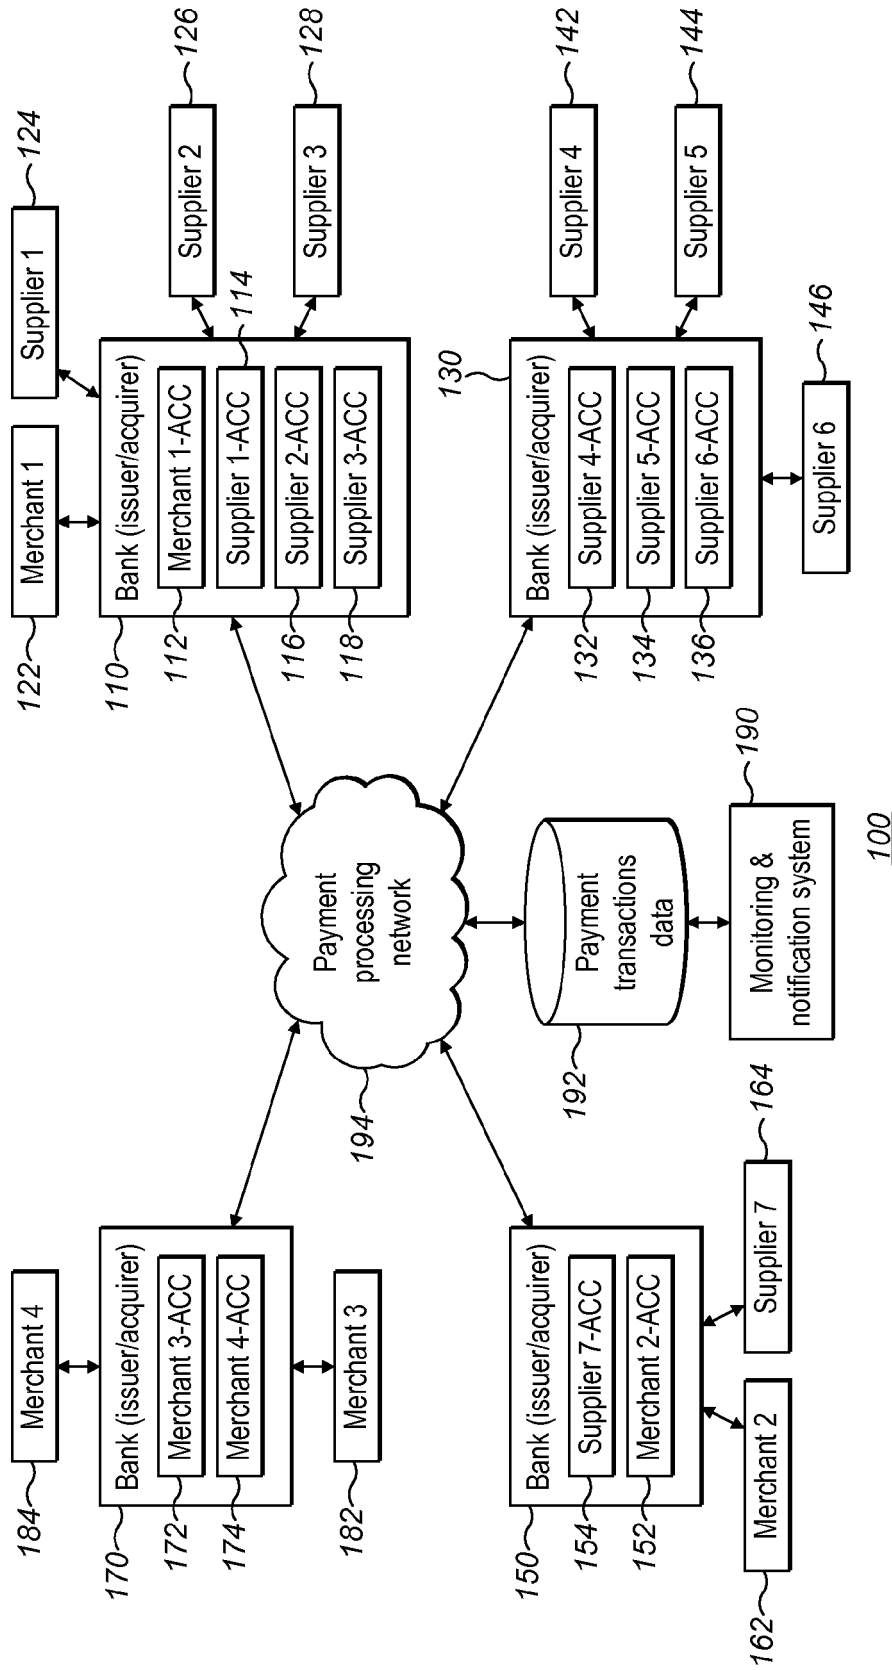 184
Merchant 4
170
Bank (issuer/acquirer)
172
Merchant 3-ACC
174
Merchant 4-ACC
182
Merchant 3
122
Merchant 1
Supplier 1
124
110
Bank (issuer/acquirer)
112
Merchant 1-ACC
Supplier 1-ACC
114
116
Supplier 2-ACC
118
Supplier 3-ACC
Supplier 2
126
Supplier 3
128
194
Payment
processing
network
150
Bank (issuer/acquirer)
154
Supplier 7-ACC
152
Merchant 2-ACC
162
Merchant 2
Supplier 7
164
192
Payment
transactions
data
Monitoring &
notification system
190
130
Bank (issuer/acquirer)
132
Supplier 4-ACC
134
Supplier 5-ACC
136
Supplier 6-ACC
Supplier 4
142
Supplier 5
144
Supplier 6
146
100